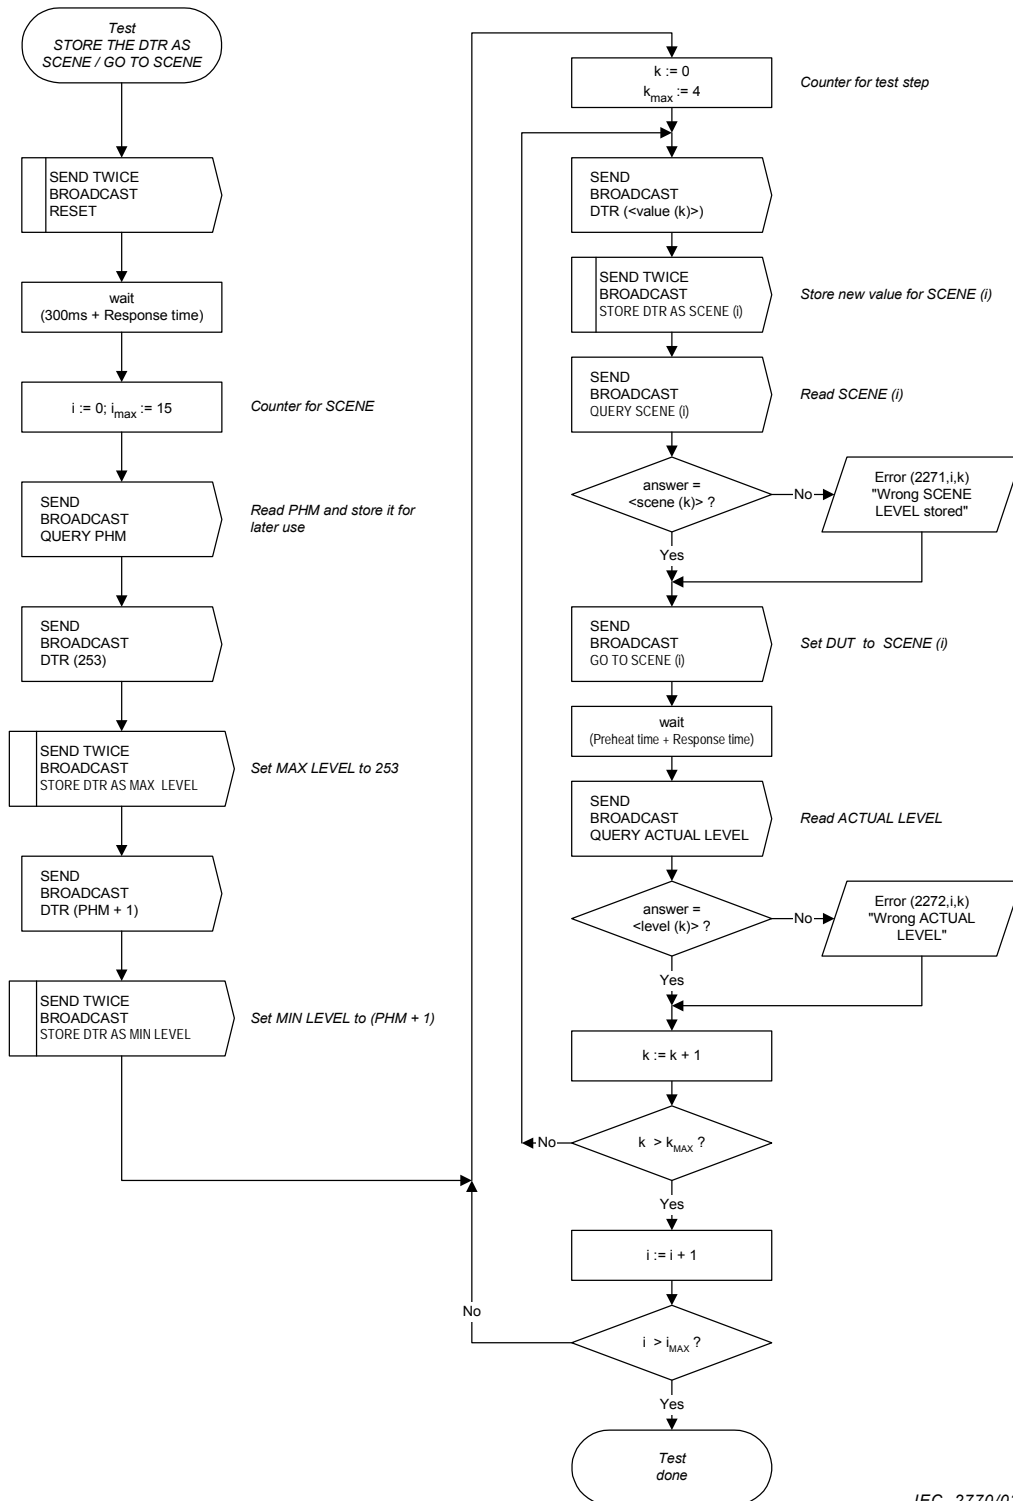 Test
STORE THE DTR AS
SCENE / GO TO SCENE
SEND TWICE
BROADCAST
RESET
wait
(300ms + Response time)
i := 0; imax := 15
Counter for SCENE
SEND
BROADCAST
QUERY PHM
Read PHM and store it for
later use
SEND
BROADCAST
DTR (253)
SEND TWICE
BROADCAST
STORE DTR AS MAX LEVEL
Set MAX LEVEL to 253
SEND
BROADCAST
DTR (PHM + 1)
SEND TWICE
BROADCAST
STORE DTR AS MIN LEVEL
Set MIN LEVEL to (PHM + 1)
k := 0
kmax := 4
Counter for test step
SEND
BROADCAST
DTR (<value (k)>)
SEND TWICE
BROADCAST
STORE DTR AS SCENE (i)
Store new value for SCENE (i)
SEND
BROADCAST
QUERY SCENE (i)
Read SCENE (i)
answer =
<scene (k)> ?
No
Error (2271,i,k)
"Wrong SCENE
LEVEL stored"
Yes
SEND
BROADCAST
GO TO SCENE (i)
Set DUT to SCENE (i)
wait
(Preheat time + Response time)
SEND
BROADCAST
QUERY ACTUAL LEVEL
Read ACTUAL LEVEL
answer =
<level (k)> ?
No
Error (2272,i,k)
"Wrong ACTUAL
LEVEL"
Yes
k := k + 1
k > kMAX ?
No
Yes
i := i + 1
i > iMAX ?
No
Yes
Test
done